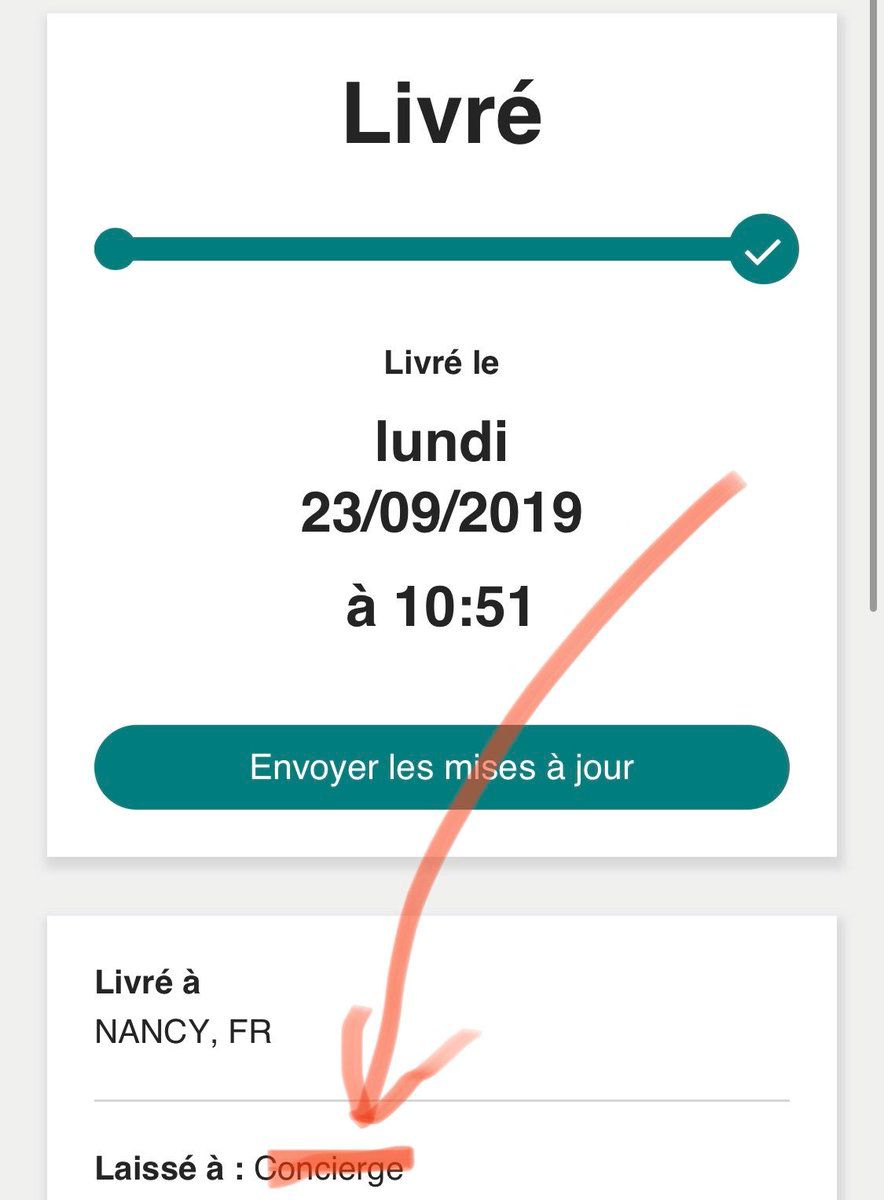 Livré
Livré le
lundi
23/09/2019
à 10:51
Envoyer les mises à jour
Livré à
NANCY, FR
Laissé à : Concierge